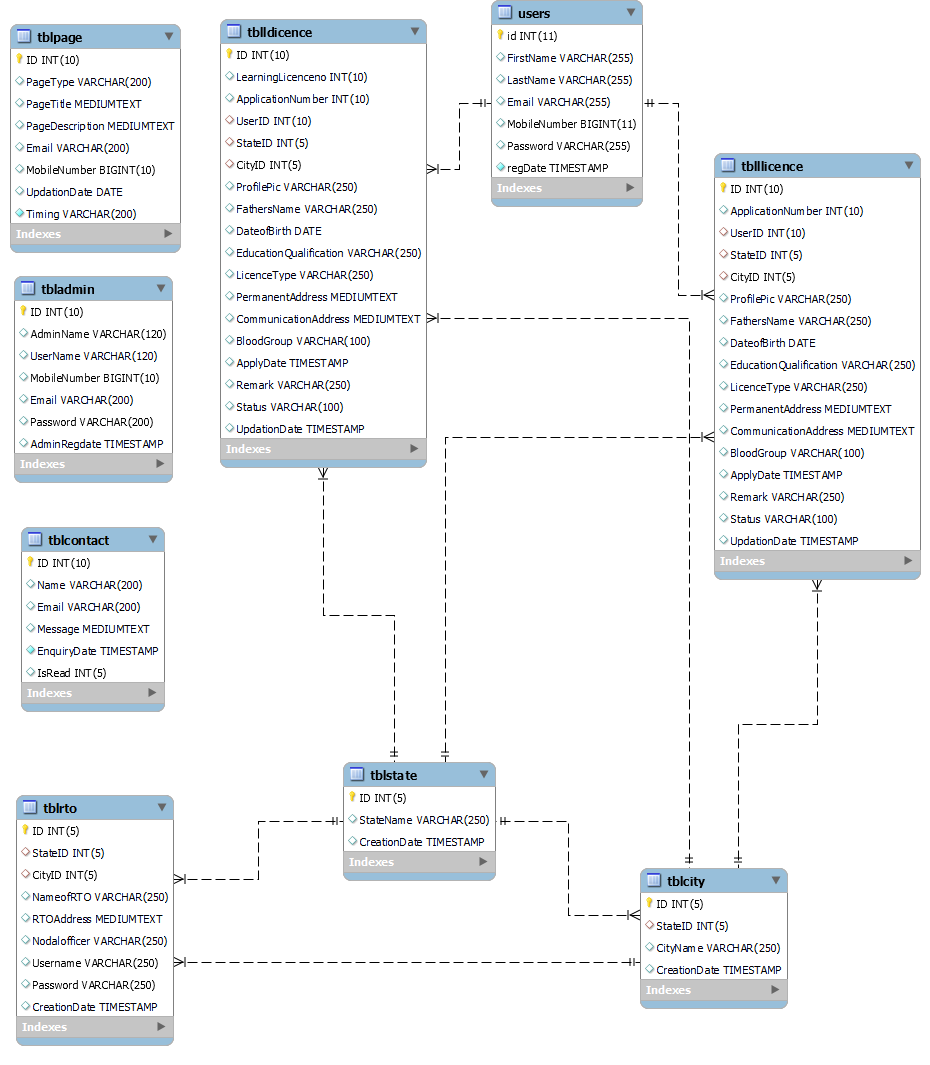 tblpage
ID INT(10)
PageType VARCHAR(200)
PageTitle MEDIUMTEXT
PageDescription MEDIUMTEXT
Email VARCHAR(200)
MobileNumber BIGINT(10)
UpdationDate DATE
Timing VARCHAR(200)
Indexes
tbladmin
ID INT(10)
AdminName VARCHAR(120)
UserName VARCHAR(120)
MobileNumber BIGINT(10)
Email VARCHAR(200)
Password VARCHAR(200)
AdminRegdate TIMESTAMP
Indexes
tblcontact
ID INT(10)
Name VARCHAR(200)
Email VARCHAR(200)
Message MEDIUMTEXT
EnquiryDate TIMESTAMP
IsRead INT(5)
Indexes
tblrto
ID INT(5)
StateID INT(5)
CityID INT(5)
NameofRTO VARCHAR(250)
RTOAddress MEDIUMTEXT
Nodalofficer VARCHAR(250)
Username VARCHAR(250)
Password VARCHAR(250)
CreationDate TIMESTAMP
Indexes
tblldicence
ID INT(10)
LearningLicenceno INT(10)
ApplicationNumber INT(10)
UserID INT(10)
StateID INT(5)
CityID INT(5)
ProfilePic VARCHAR(250)
FathersName VARCHAR(250)
DateofBirth DATE
EducationQualification VARCHAR(250)
LicenceType VARCHAR(250)
PermanentAddress MEDIUMTEXT
CommunicationAddress MEDIUMTEXT
BloodGroup VARCHAR(100)
ApplyDate TIMESTAMP
Remark VARCHAR(250)
Status VARCHAR(100)
UpdationDate TIMESTAMP
Indexes
users
id INT(11)
FirstName VARCHAR(255)
LastName VARCHAR(255)
Email VARCHAR(255)
MobileNumber BIGINT(11)
Password VARCHAR(255)
regDate TIMESTAMP
Indexes
tblllicence
ID INT(10)
ApplicationNumber INT(10)
UserID INT(10)
StateID INT(5)
CityID INT(5)
ProfilePic VARCHAR(250)
FathersName VARCHAR(250)
DateofBirth DATE
EducationQualification VARCHAR(250)
LicenceType VARCHAR(250)
PermanentAddress MEDIUMTEXT
CommunicationAddress MEDIUMTEXT
BloodGroup VARCHAR(100)
ApplyDate TIMESTAMP
Remark VARCHAR(250)
Status VARCHAR(100)
UpdationDate TIMESTAMP
Indexes
tblstate
ID INT(5)
StateName VARCHAR(250)
CreationDate TIMESTAMP
Indexes
tblcity
ID INT(5)
StateID INT(5)
CityName VARCHAR(250)
CreationDate TIMESTAMP
Indexes